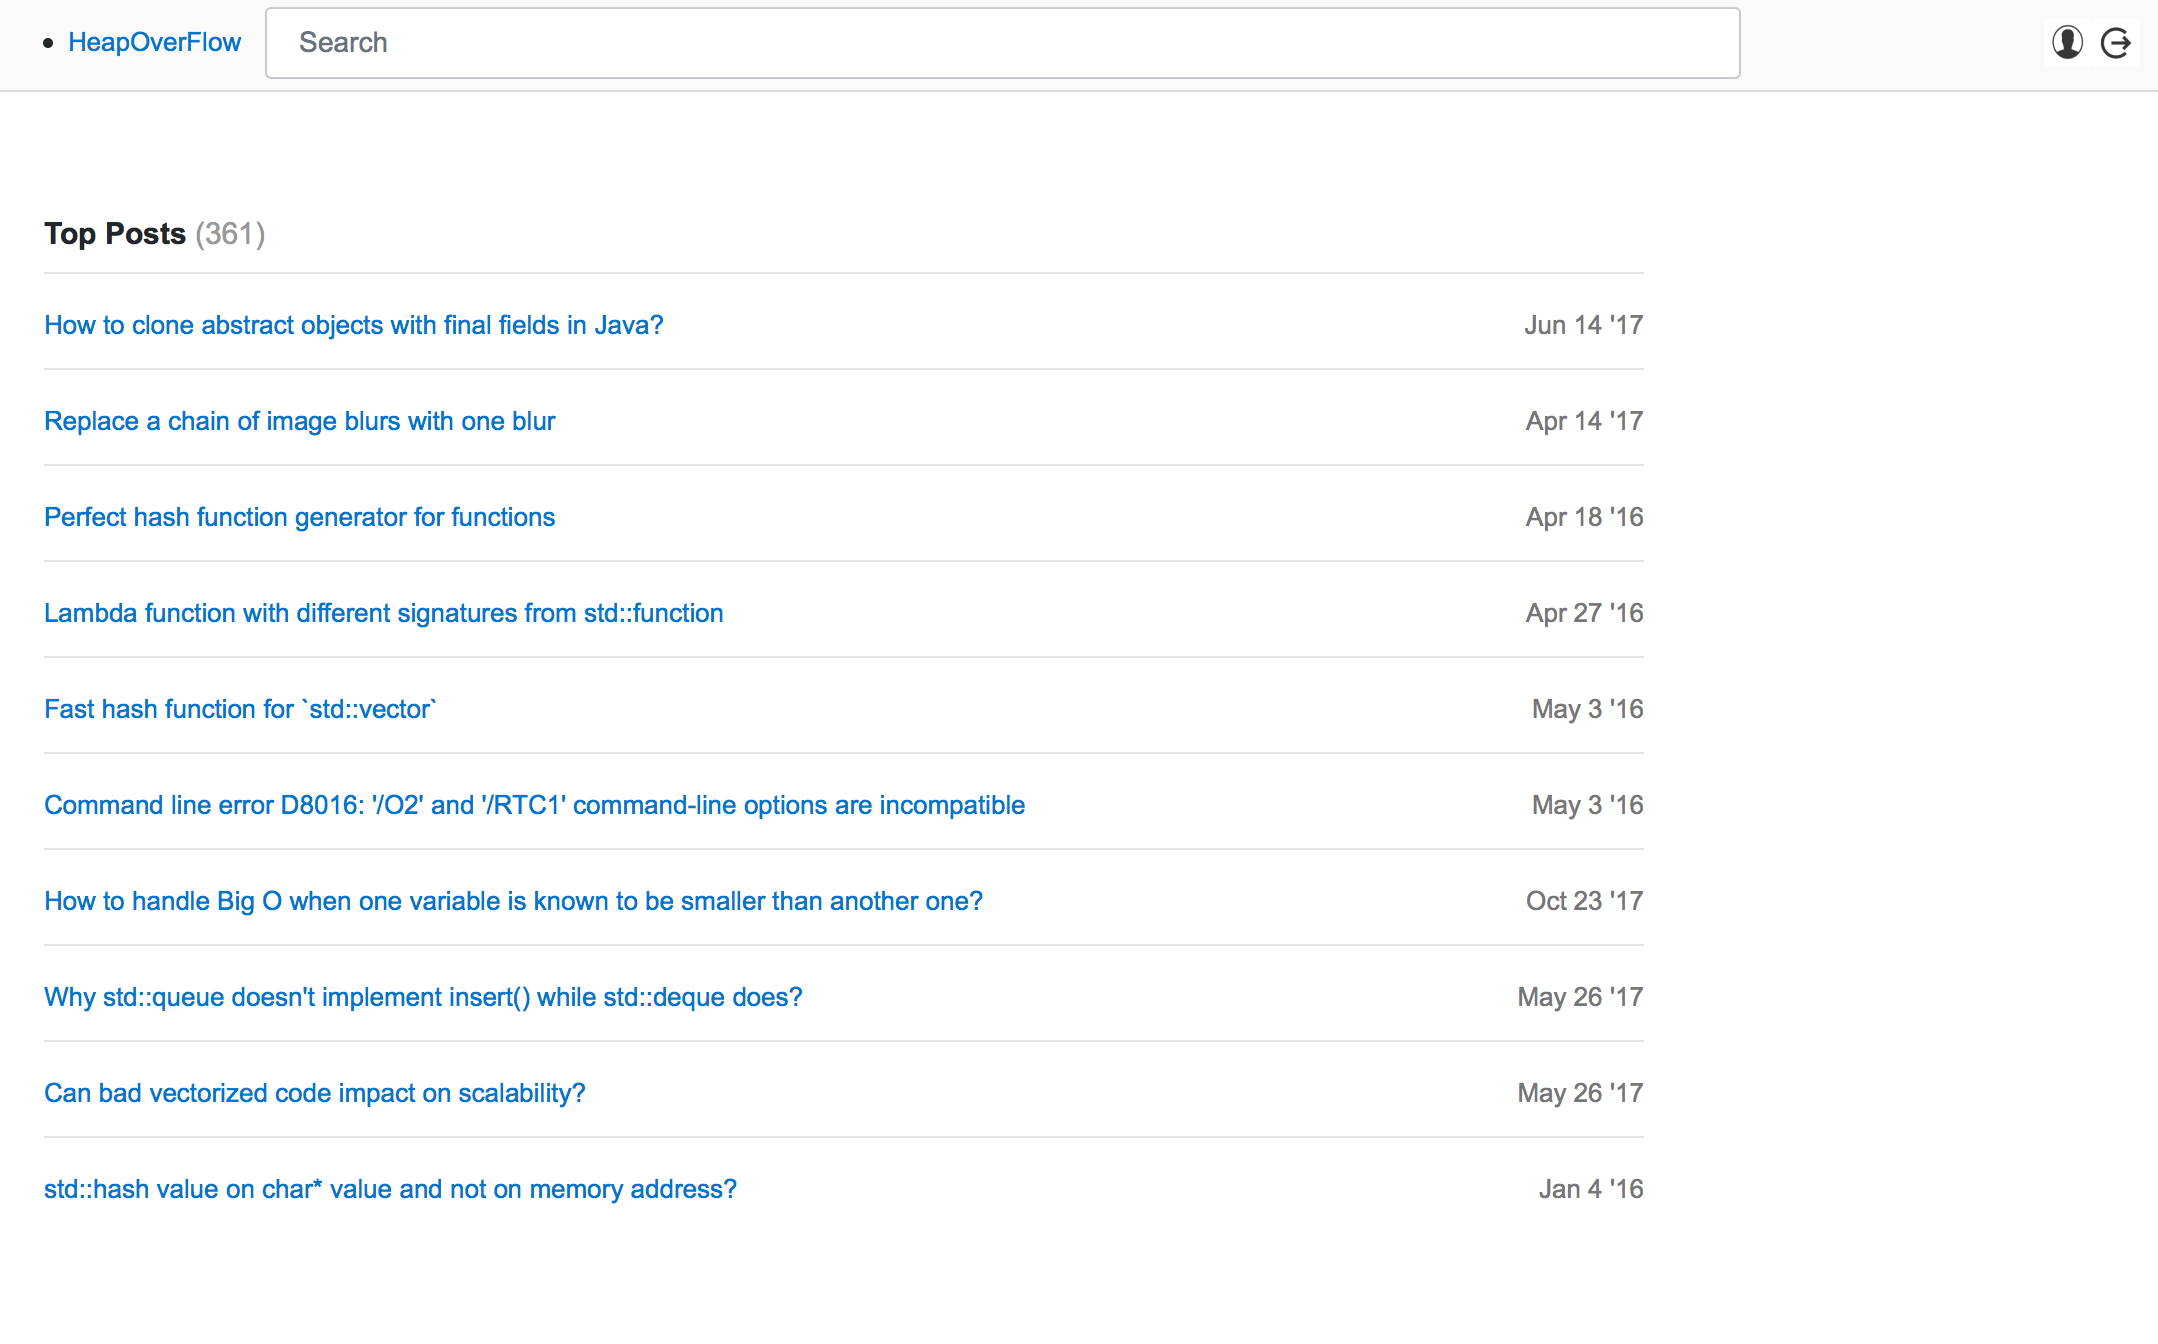 HeapOverFlow Search
Top Posts (361)
How to clone abstract objects with final fields in Java? Jun 14 '17
Replace a chain of image blurs with one blur Apr 14 '17
Perfect hash function generator for functions Apr 18 '16
Lambda function with different signatures from std::function Apr 27 '16
Fast hash function for `std::vector` May 3 '16
Command line error D8016: '/O2' and '/RTC1' command-line options are incompatible May 3 '16
How to handle Big O when one variable is known to be smaller than another one? Oct 23 '17
Why std::queue doesn't implement insert() while std::deque does? May 26 '17
Can bad vectorized code impact on scalability? May 26 '17
std::hash value on char* value and not on memory address? Jan 4 '16